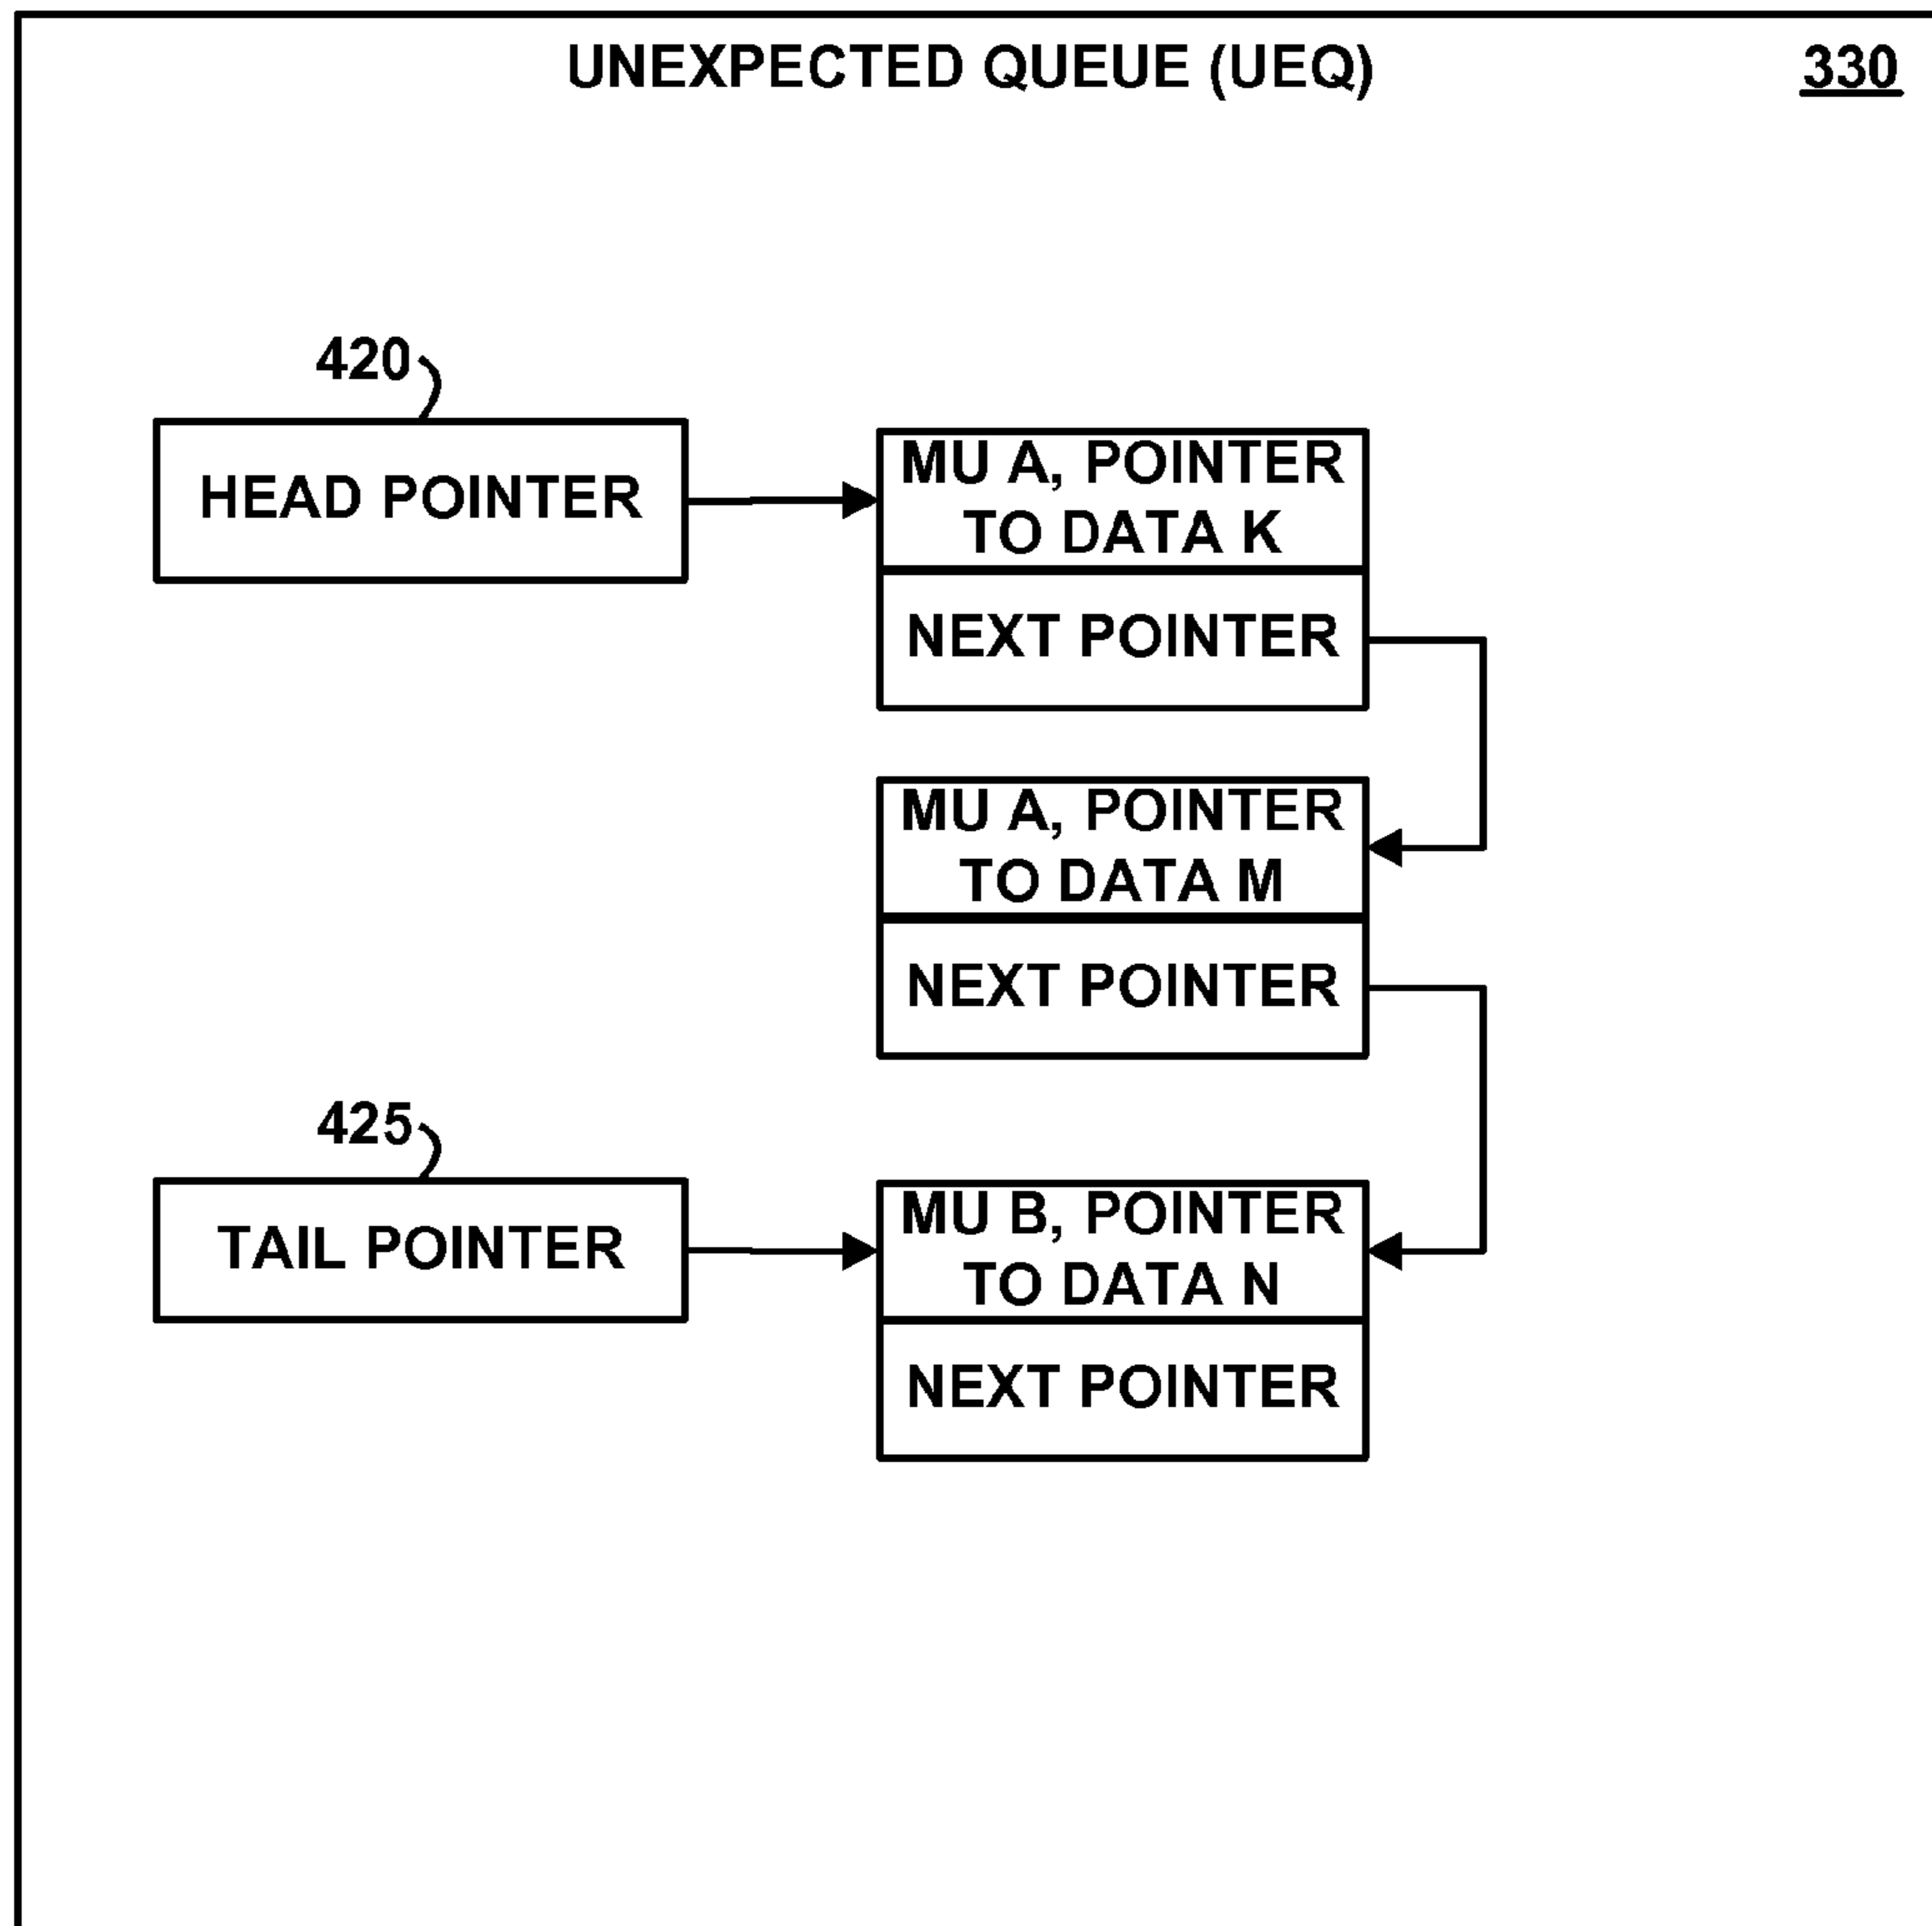 UNEXPECTED QUEUE (UEQ)
330
420
HEAD POINTER
MU A, POINTER
TO DATA K
NEXT POINTER
MU A, POINTER
TO DATA M
NEXT POINTER
425
TAIL POINTER
MU B, POINTER
TO DATA N
NEXT POINTER